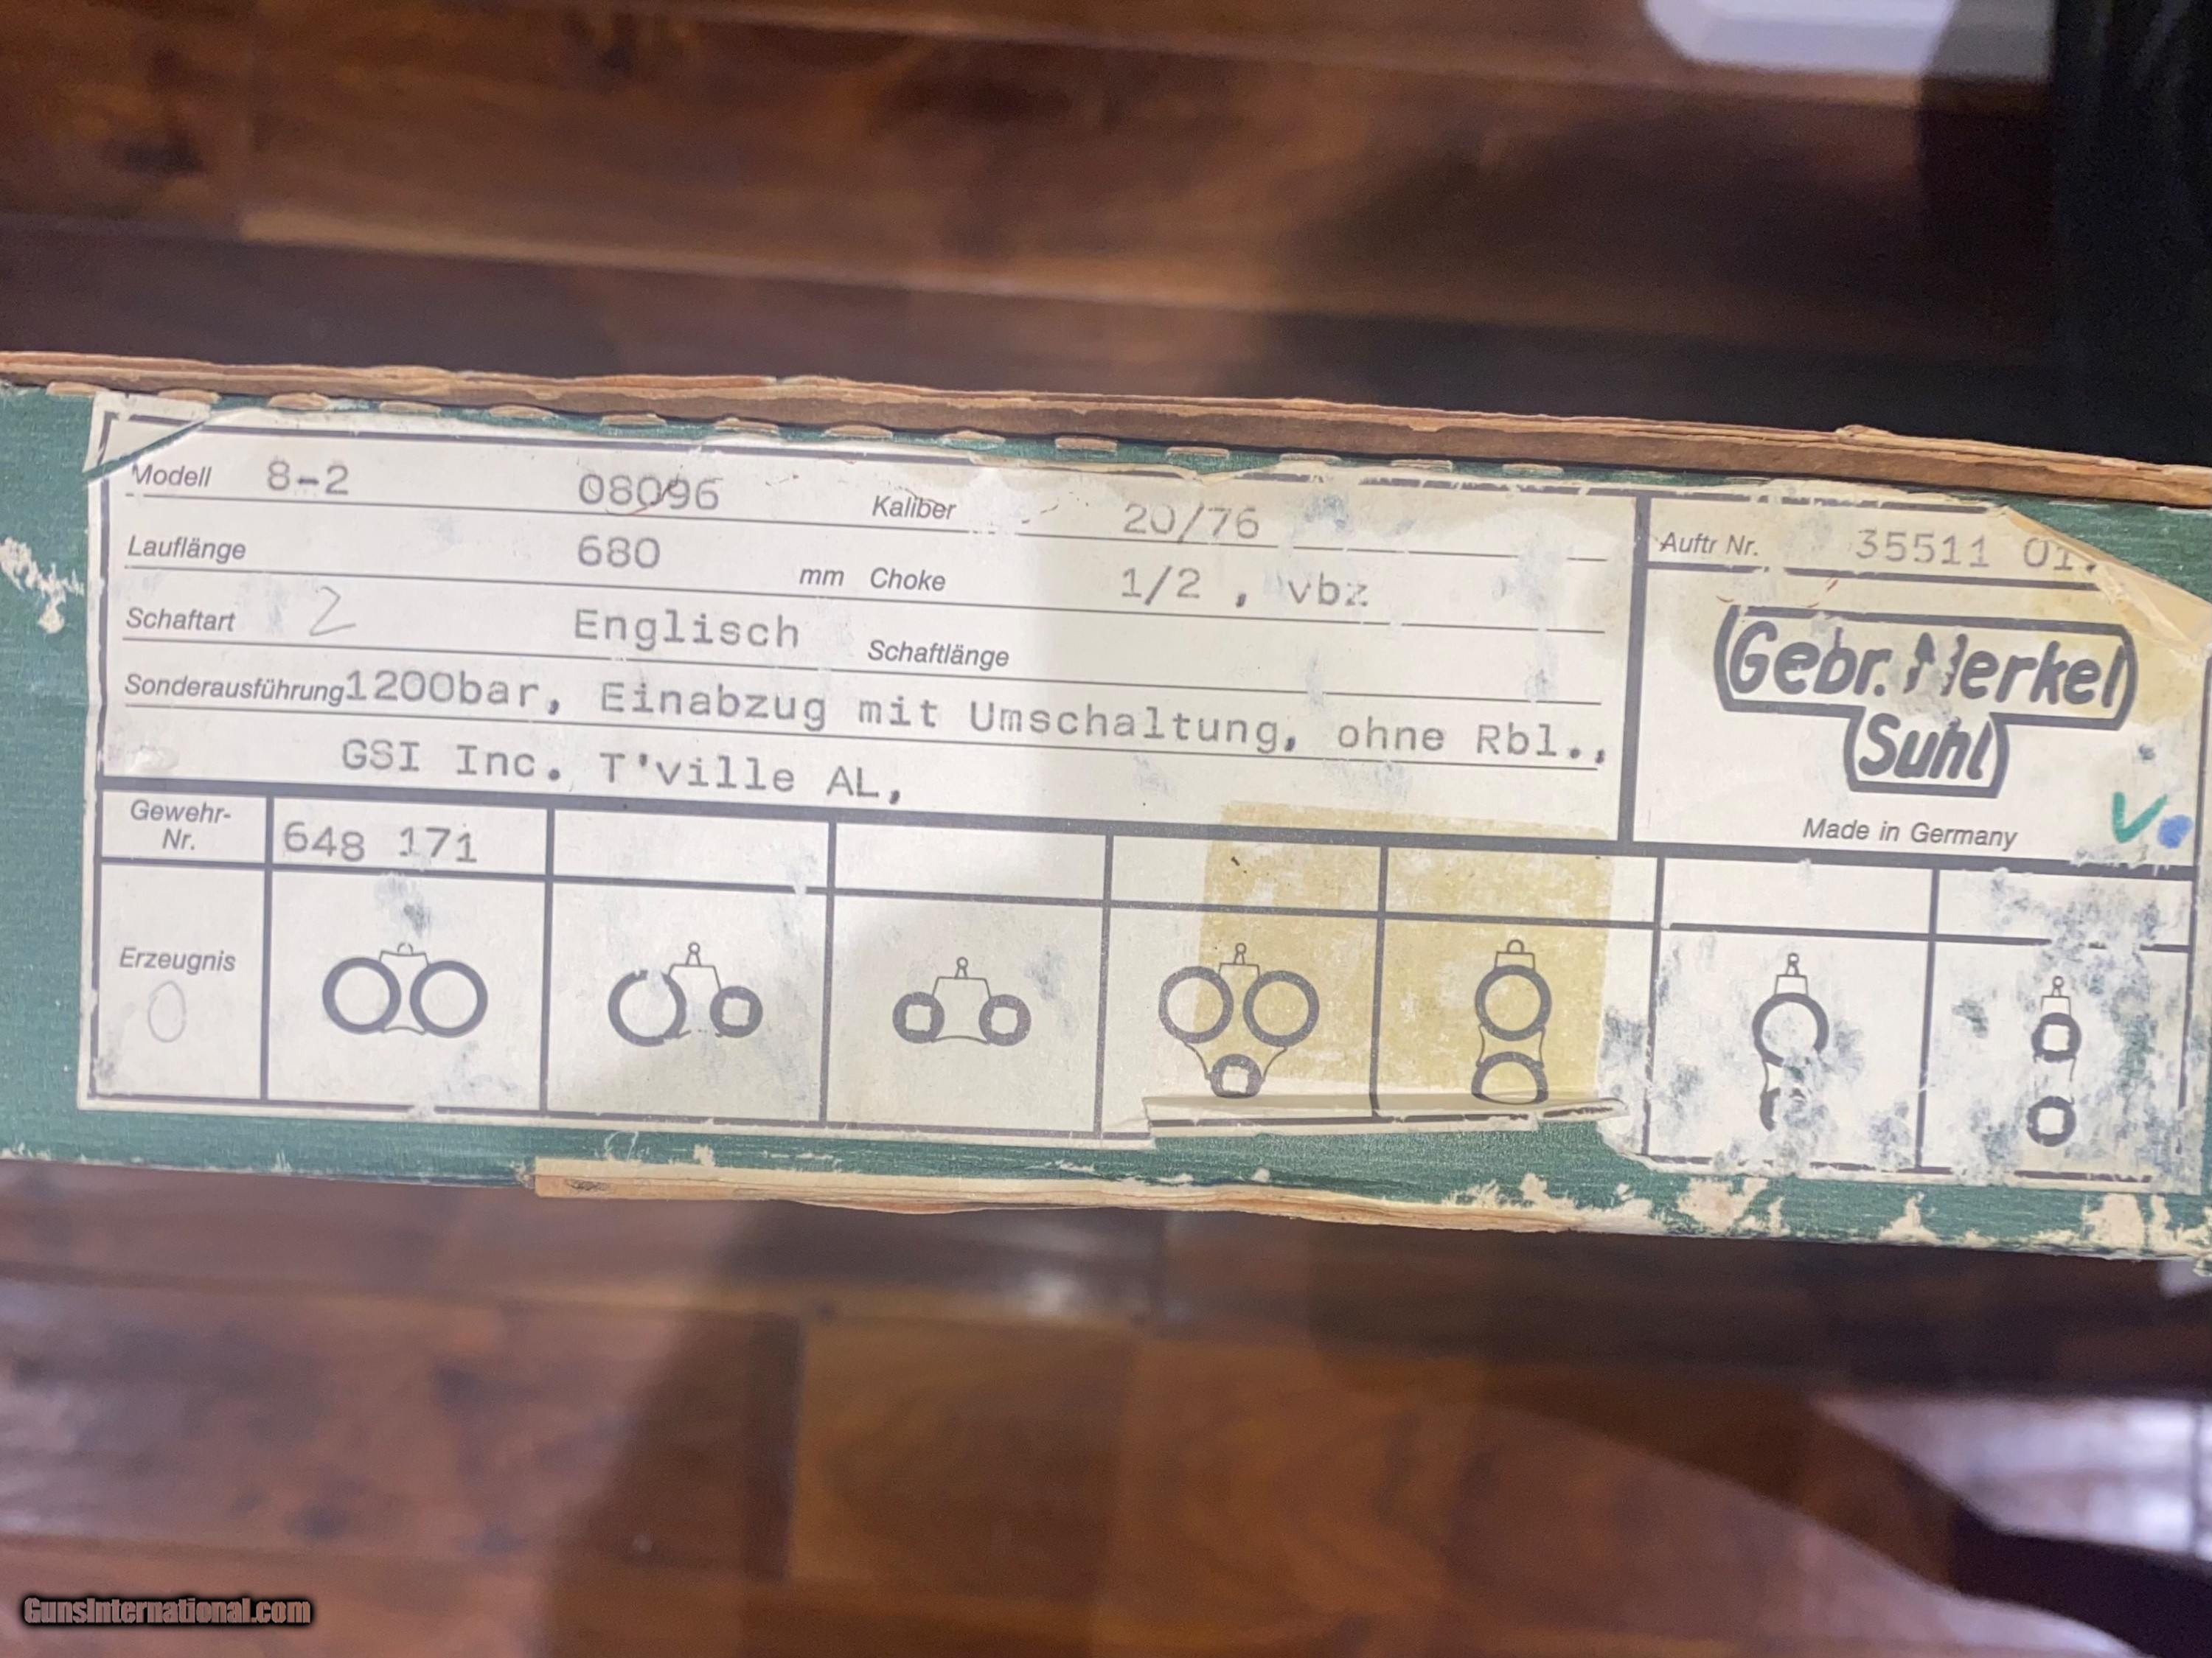 Modell 8-2 08096 Kaliber 20/76
Lauflänge 680 mm Choke 1/2 , vbz
Schaftart 2 Englisch Schaftlänge
Sonderausführung 1200bar, Einabzug mit Umschaltung, ohne Rbl.,
GSI Inc. T'ville AL,
Auftr Nr. 35511 01.
Gebr. Merkel
Suhl
Made in Germany
Gewehr-
Nr. 648 171
Erzeugnis
0
GunsInternational.com